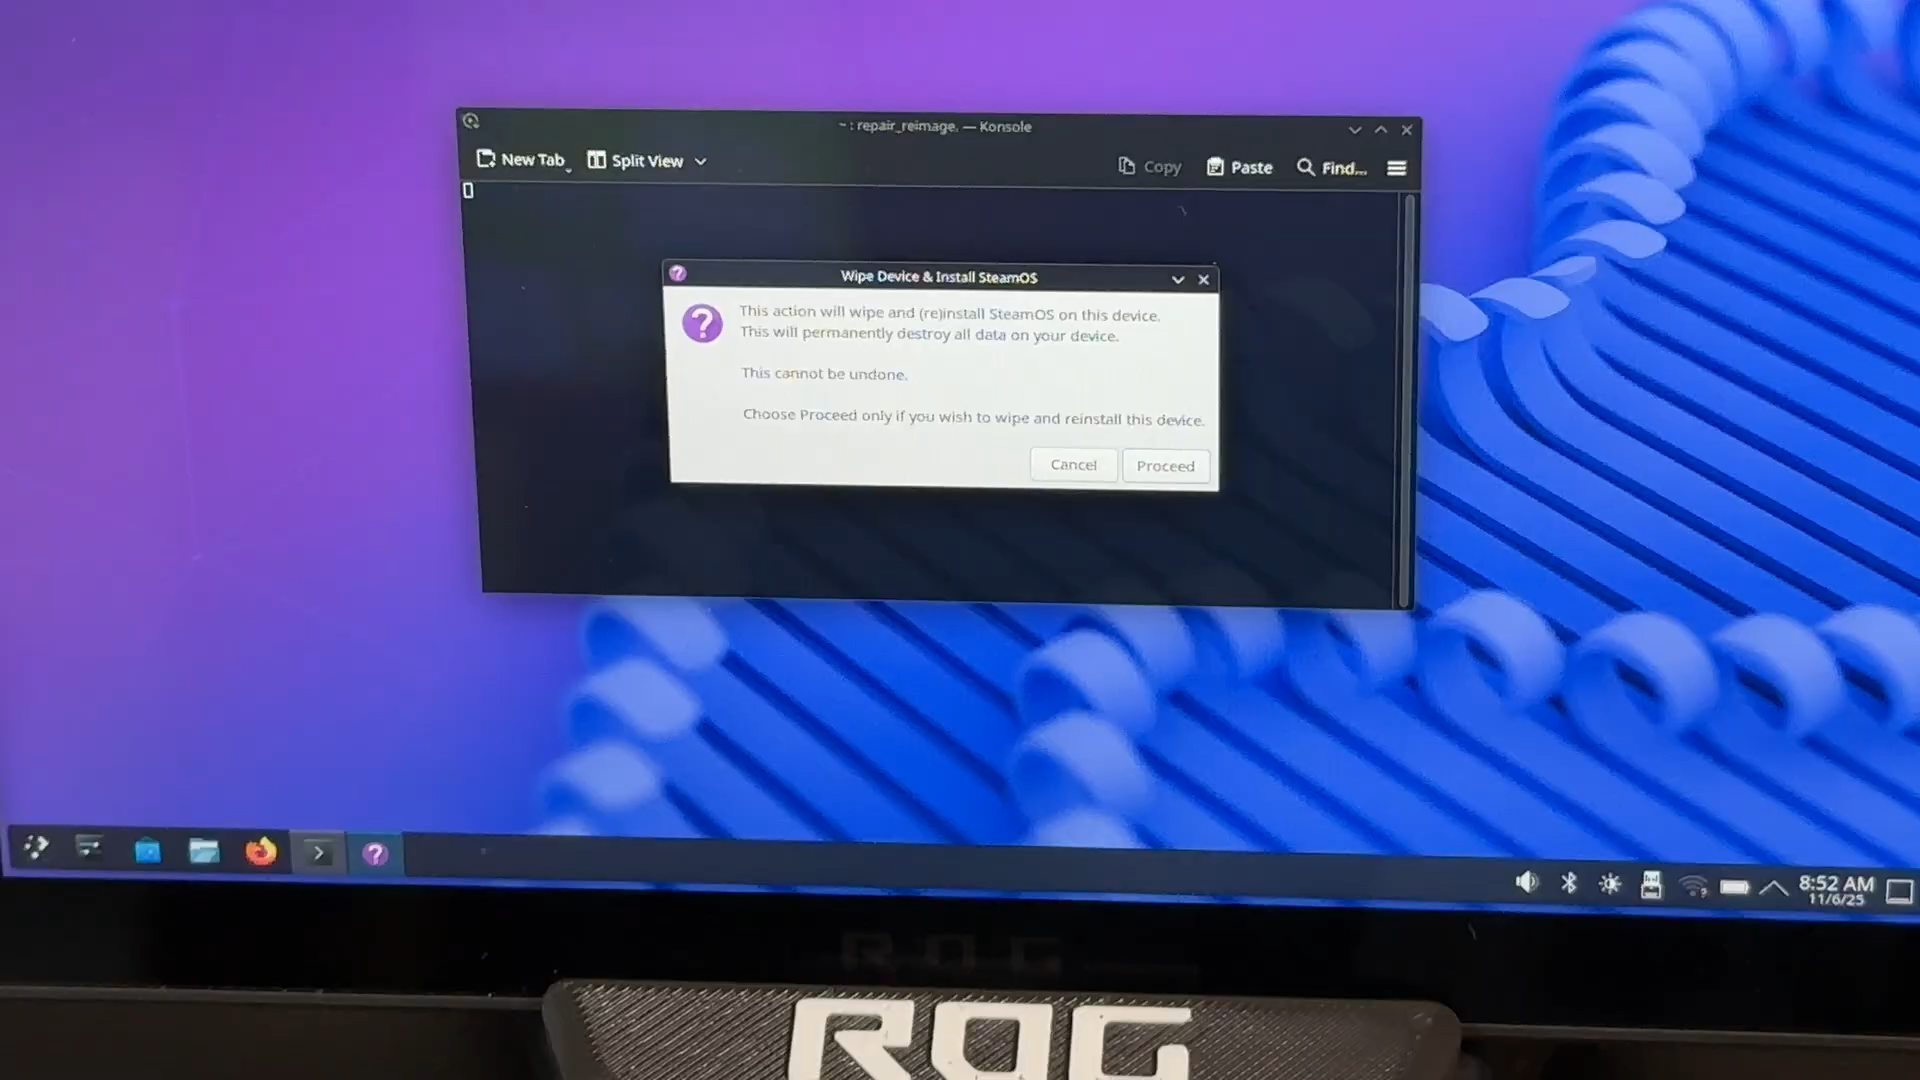 ~ : repair_reimage. — Konsole
New Tab
Split View
Copy
Paste
Find...
Wipe Device & Install SteamOS
This action will wipe and (re)install SteamOS on this device.
This will permanently destroy all data on your device.
This cannot be undone.
Choose Proceed only if you wish to wipe and reinstall this device.
Cancel
Proceed
8:52 AM
11/6/25
ROG
ROG